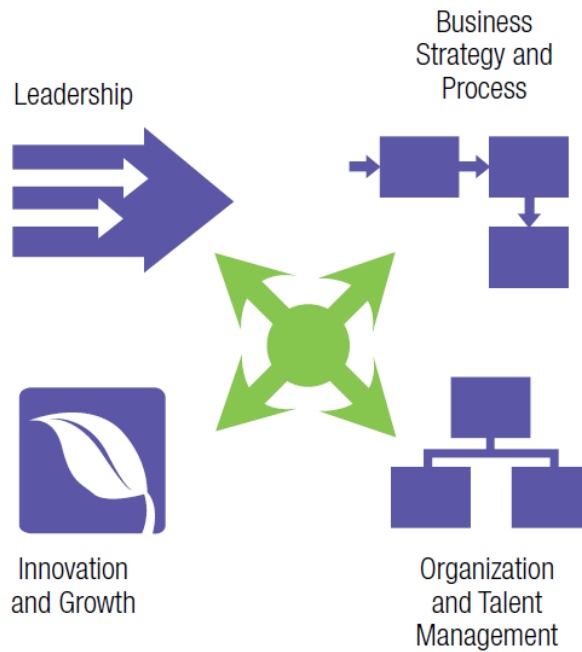 Leadership
Business
Strategy and
Process
Innovation
and Growth
Organization
and Talent
Management